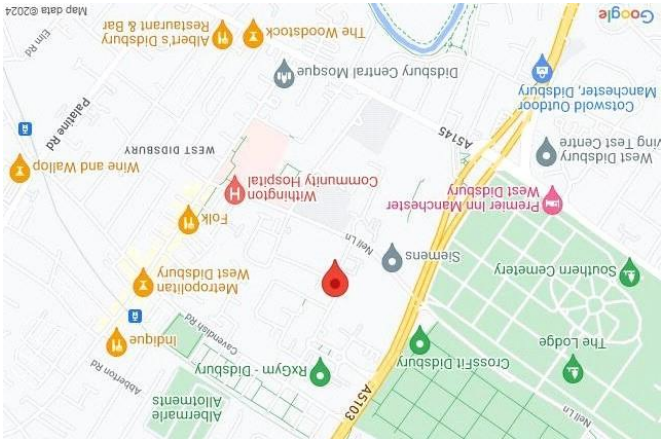 Albemarle
Allotments
Nell Ln
A5103
Abberton Rd
RxGym - Didsbury
CrossFit Didsbury
The Lodge
Indique
Cavendish Rd
Metropolitan
West Didsbury
Siemens
Southern Cemetery
Folk
Nell Ln
Premier Inn Manchester
West Didsbury
Withington
Community Hospital
Wine and Wallop
WEST DIDSBURY
West Didsbury
ving Test Centre
A5145
Palatine Rd
Cotswold Outdoor
Manchester, Didsbury
Didsbury Central Mosque
Elm Rd
The Woodstock
Albert's Didsbury
Restaurant & Bar
Google
Map data ©2024